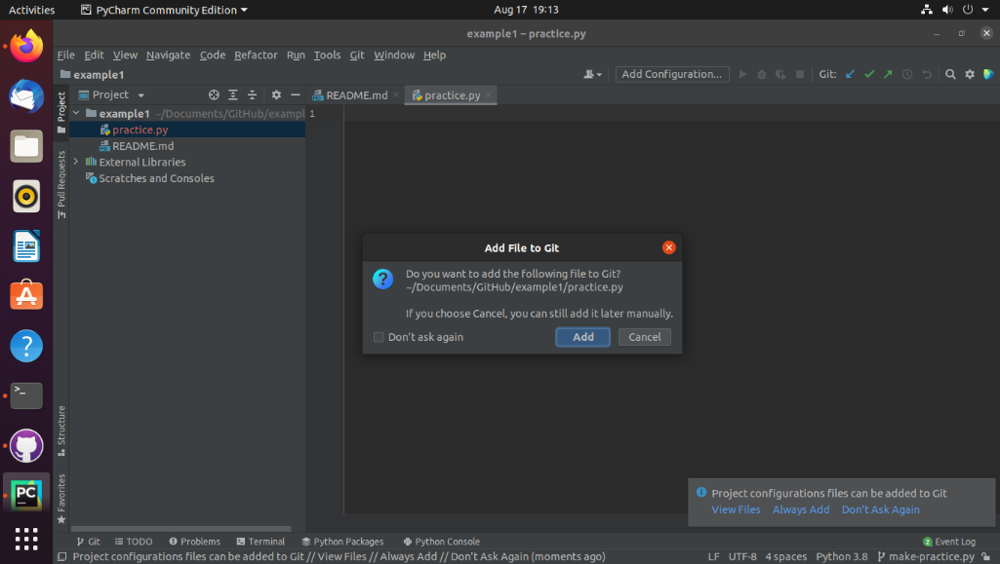 Activities
PyCharm Community Edition
Aug 17 19:13
example1 – practice.py
File Edit View Navigate Code Refactor Run Tools Git Window Help
example1
Add Configuration...
Git:
Project
README.md
practice.py
Project
example1 ~/Documents/GitHub/exampl
1
practice.py
README.md
External Libraries
Scratches and Consoles
Pull Requests
Add File to Git
Do you want to add the following file to Git?
~/Documents/GitHub/example1/practice.py
If you choose Cancel, you can still add it later manually.
Don't ask again
Add
Cancel
Structure
Favorites
Project configurations files can be added to Git
View Files Always Add Don't Ask Again
PC
Git
TODO
Problems
Terminal
Python Packages
Python Console
2 Event Log
Project configurations files can be added to Git // View Files // Always Add // Don't Ask Again (moments ago)
LF UTF-8 4 spaces Python 3.8 make-practice.py